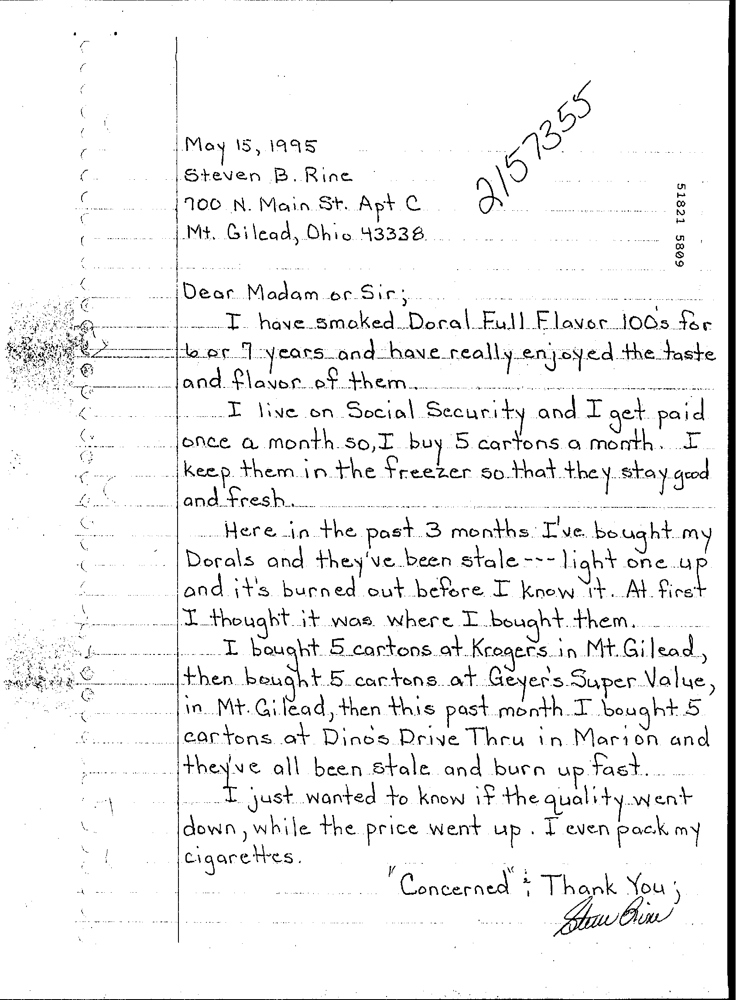 2157355
May 15, 1995
Steven B. Rine
700 N. Main St. Apt C
Mt. Gilead, Ohio 43338
51821 5809
Dear Madam or Sir;
I have smoked Doral Full Flavor 100's for
6 or 7 years and have really enjoyed the taste
and flavor of them.
I live on Social Security and I get paid
once a month so, I buy 5 cartons a month. I
keep them in the freezer so that they stay good
and fresh.
Here in the past 3 months I've bought my
Dorals and they've been stale --- light one up
and it's burned out before I know it. At first
I thought it was where I bought them.
I bought 5 cartons at Krogers in Mt. Gilead,
then bought 5 cartons at Geyer's Super Value,
in Mt. Gilead, then this past month I bought 5
cartons at Dino's Drive Thru in Marion and
they've all been stale and burn up fast.
I just wanted to know if the quality went
down, while the price went up. I even pack my
cigarettes.
"Concerned" ; Thank You ;
Steve Rine